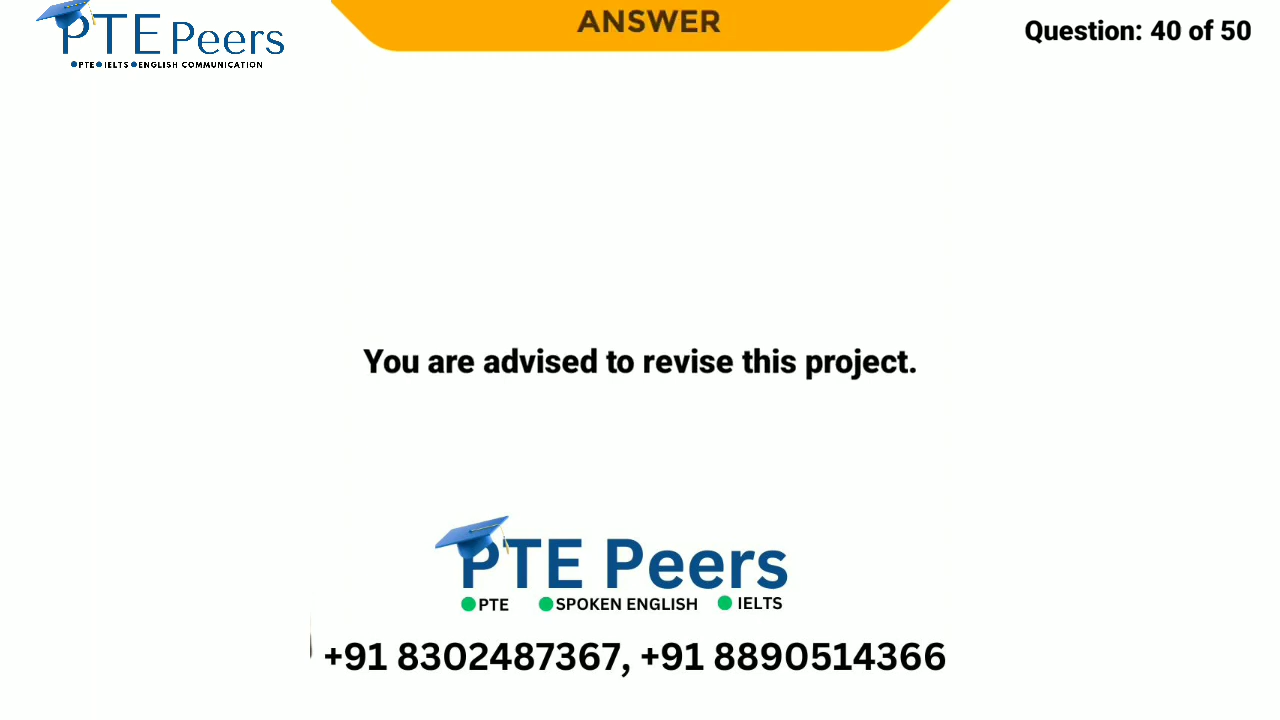 PTE Peers
PTE IELTS ENGLISH COMMUNICATION
ANSWER
Question: 40 of 50
You are advised to revise this project.
PTE Peers
PTE SPOKEN ENGLISH IELTS
+91 8302487367, +91 8890514366